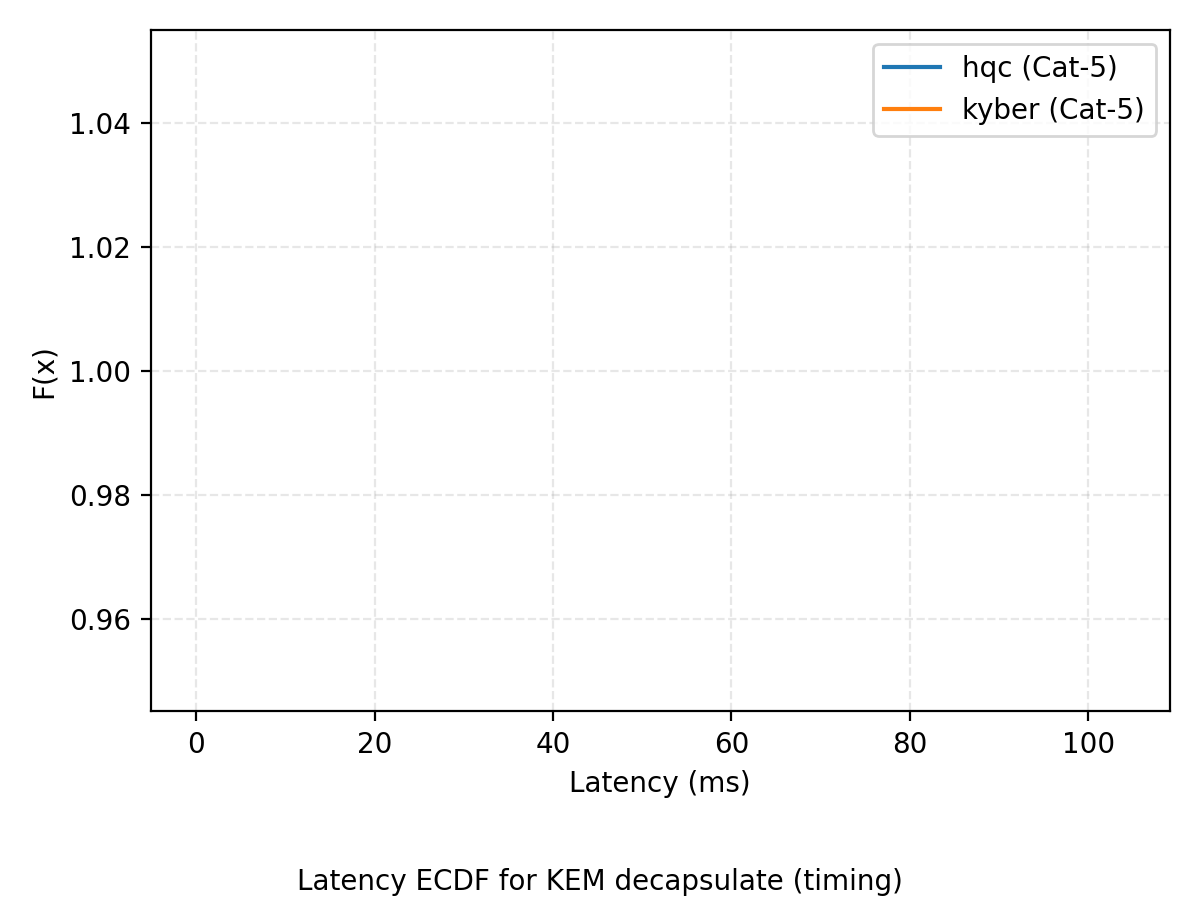 hqc (Cat-5)
kyber (Cat-5)
1.04
1.02
1.00
0.98
0.96
F(x)
0 20 40 60 80 100
Latency (ms)
Latency ECDF for KEM decapsulate (timing)